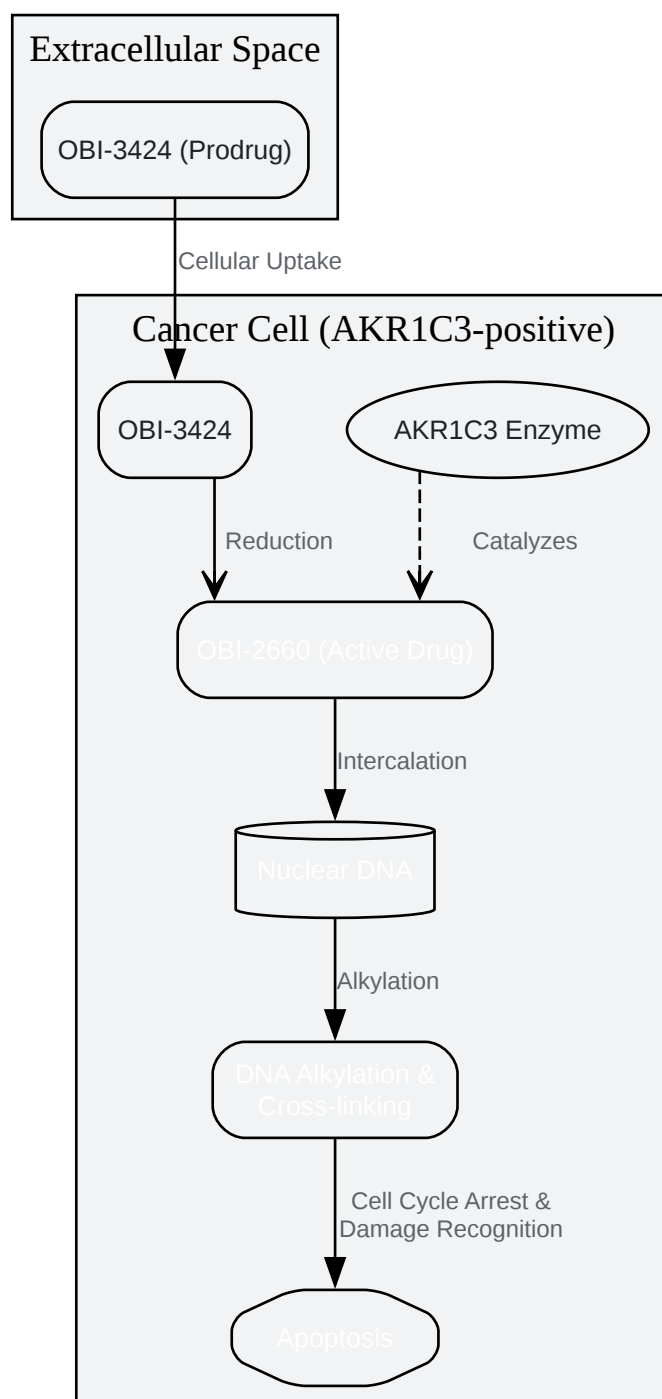 Extracellular Space
OBI-3424 (Prodrug)
Cellular Uptake
Cancer Cell (AKR1C3-positive)
OBI-3424
AKR1C3 Enzyme
Reduction
Catalyzes
OBI-2660 (Active Drug)
Intercalation
Nuclear DNA
Alkylation
DNA Alkylation &
Cross-linking
Cell Cycle Arrest &
Damage Recognition
Apoptosis